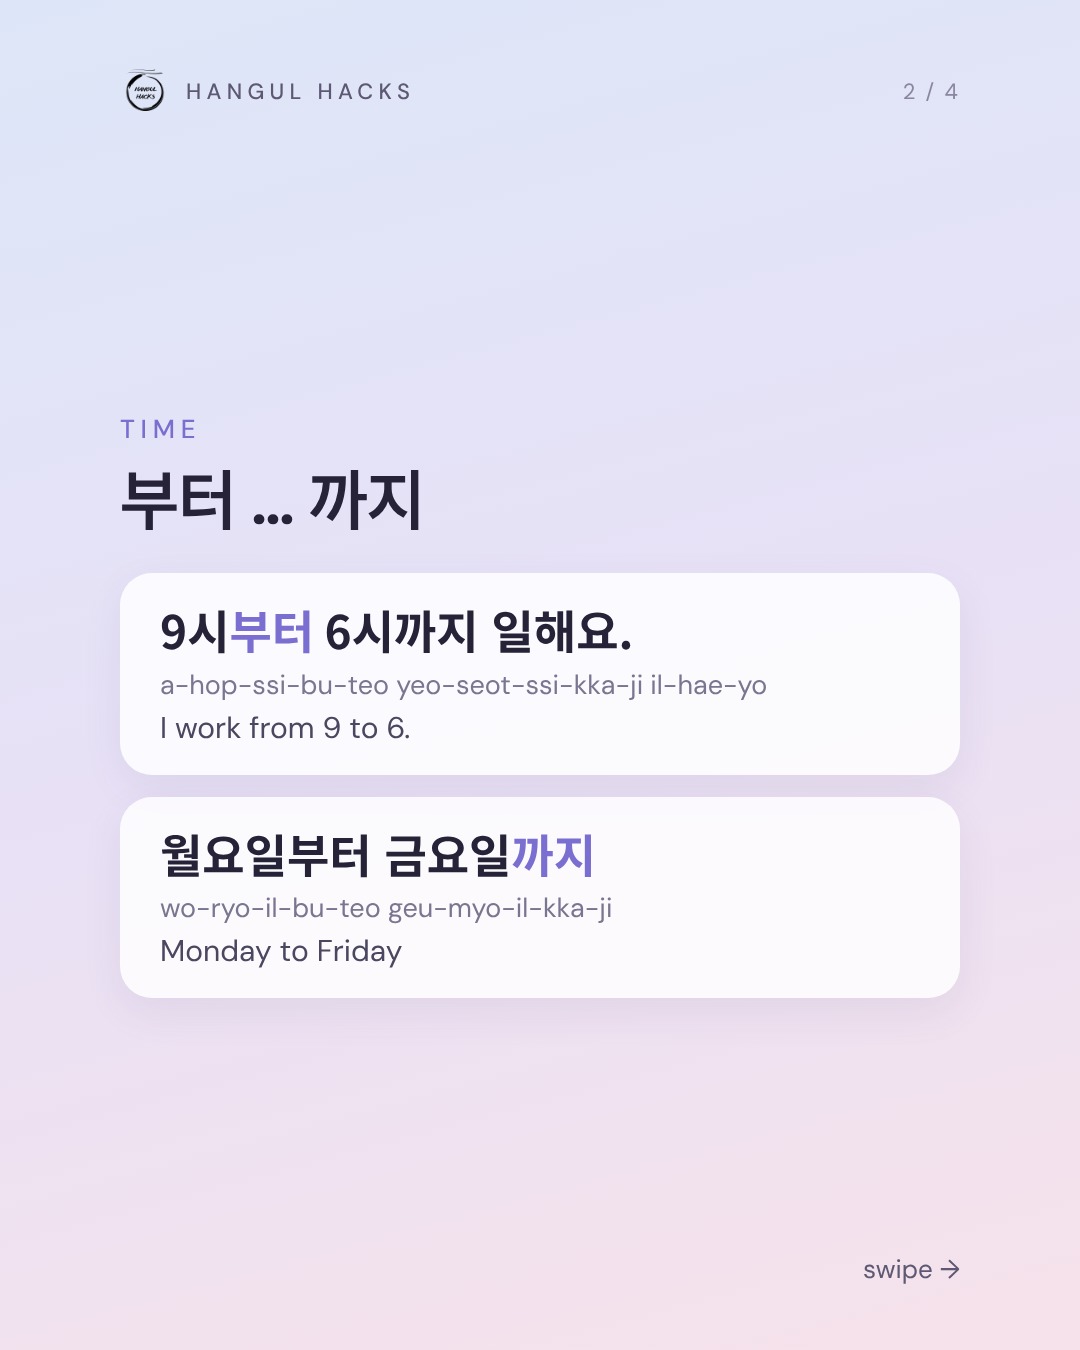 HANGUL HACKS
HANGUL HACKS
2 / 4
TIME
부터 ... 까지
9시부터 6시까지 일해요.
a-hop-ssi-bu-teo yeo-seot-ssi-kka-ji il-hae-yo
I work from 9 to 6.
월요일부터 금요일까지
wo-ryo-il-bu-teo geu-myo-il-kka-ji
Monday to Friday
swipe →